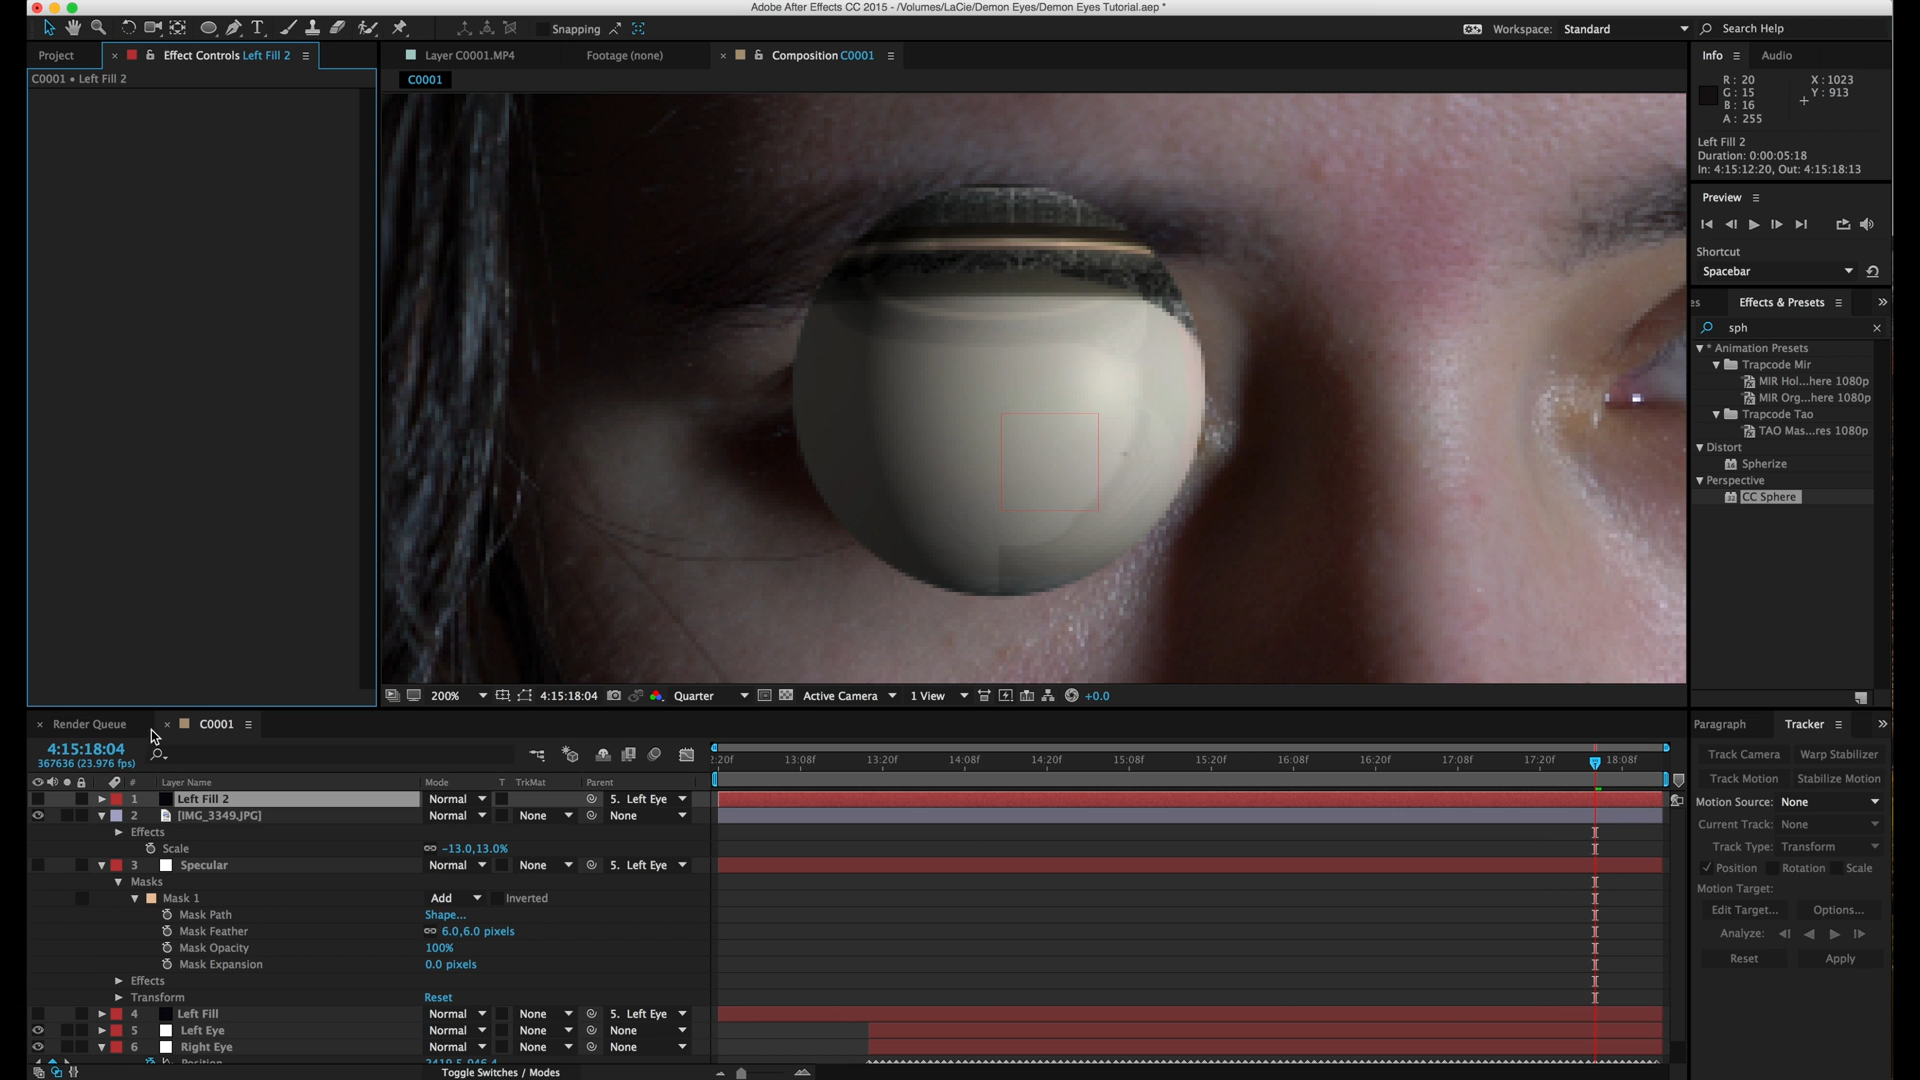 Adobe After Effects CC 2015 - /Volumes/LaCie/Demon Eyes/Demon Eyes Tutorial.aep *
Snapping
Workspace: Standard
Search Help
Project
Effect Controls Left Fill 2
Layer C0001.MP4
Footage (none)
Composition C0001
Info
Audio
C0001 • Left Fill 2
C0001
R: 20
G: 15
B: 16
A: 255
X: 1023
Y: 913
Left Fill 2
Duration: 0:00:05:18
In: 4:15:12:20, Out: 4:15:18:13
Preview
Shortcut
Spacebar
es
Effects & Presets
sph
* Animation Presets
Trapcode Mir
MIR Hol...here 1080p
MIR Org...here 1080p
Trapcode Tao
TAO Mas...res 1080p
Distort
Spherize
Perspective
CC Sphere
200%
4:15:18:04
Quarter
Active Camera
1 View
+0.0
Render Queue
C0001
Paragraph
Tracker
4:15:18:04
367636 (23.976 fps)
2:20f
13:08f
13:20f
14:08f
14:20f
15:08f
15:20f
16:08f
16:20f
17:08f
17:20f
18:08f
# Layer Name
Mode
T TrkMat
Parent
1 Left Fill 2 Normal 5. Left Eye
2 [IMG_3349.JPG] Normal None None
Effects
Scale -13.0,13.0%
3 Specular Normal None 5. Left Eye
Masks
Mask 1 Add Inverted
Mask Path Shape...
Mask Feather 6.0,6.0 pixels
Mask Opacity 100%
Mask Expansion 0.0 pixels
Effects
Transform Reset
4 Left Fill Normal None 5. Left Eye
5 Left Eye Normal None None
6 Right Eye Normal None None
Toggle Switches / Modes
Track Camera
Warp Stabilizer
Track Motion
Stabilize Motion
Motion Source: None
Current Track: None
Track Type: Transform
Position
Rotation
Scale
Motion Target:
Edit Target...
Options...
Analyze:
Reset
Apply